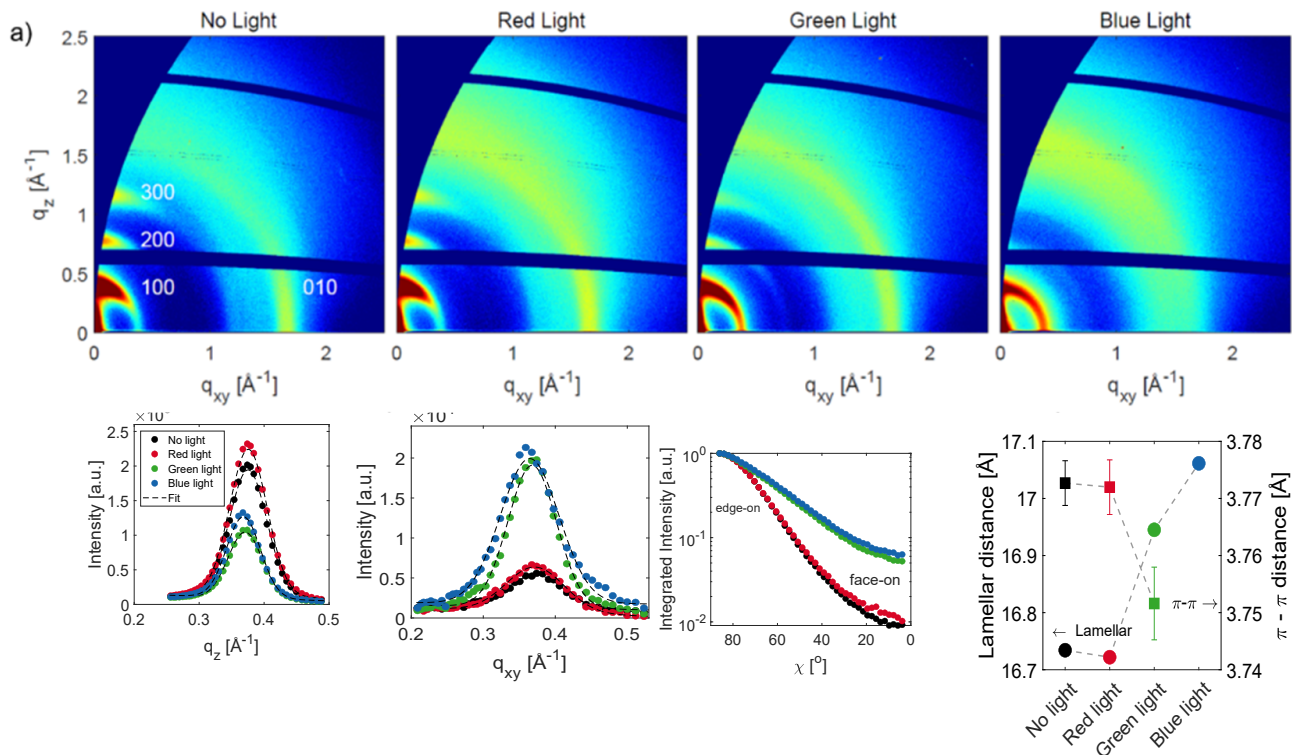 a)
No Light
Red Light
Green Light
Blue Light
2.5
2
1.5
1
0.5
0
q_z [Å⁻¹]
300
200
100
010
0 1 2
0 1 2
0 1 2
0 1 2
q_xy [Å⁻¹]
q_xy [Å⁻¹]
q_xy [Å⁻¹]
q_xy [Å⁻¹]
2.5
2
1.5
1
0.5
0
Intensity [a.u.]
No light
Red light
Green light
Blue light
Fit
0.2 0.3 0.4 0.5
q_z [Å⁻¹]
2
1.5
1
0.5
0
Intensity [a.u.]
0.2 0.3 0.4 0.5
q_xy [Å⁻¹]
10⁰
10⁻¹
10⁻²
Integrated Intensity [a.u.]
edge-on
face-on
80 60 40 20 0
χ [°]
17.1
17
16.9
16.8
16.7
Lamellar distance [Å]
← Lamellar
π-π →
3.78
3.77
3.76
3.75
3.74
π - π distance [Å]
No light
Red light
Green light
Blue light